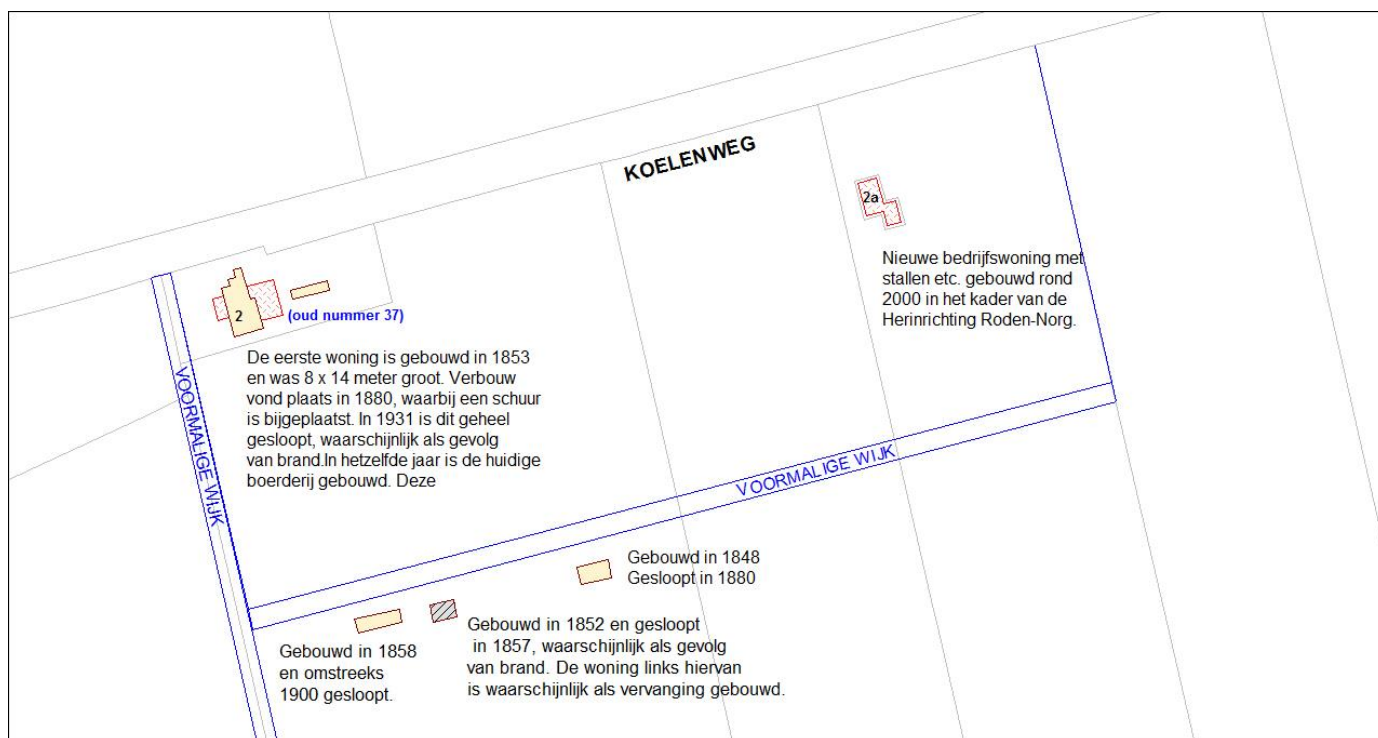 KOELENWEG
2a
Nieuwe bedrijfswoning met
stallen etc. gebouwd rond
2000 in het kader van de
Herinrichting Roden-Norg.
2
(oud nummer 37)
De eerste woning is gebouwd in 1853
en was 8 x 14 meter groot. Verbouw
vond plaats in 1880, waarbij een schuur
is bijgeplaatst. In 1931 is dit geheel
gesloopt, waarschijnlijk als gevolg
van brand.In hetzelfde jaar is de huidige
boerderij gebouwd. Deze
VOORMALIGE WIJK
VOORMALIGE WIJK
Gebouwd in 1848
Gesloopt in 1880
Gebouwd in 1852 en gesloopt
in 1857, waarschijnlijk als gevolg
van brand. De woning links hiervan
is waarschijnlijk als vervanging gebouwd.
Gebouwd in 1858
en omstreeks
1900 gesloopt.